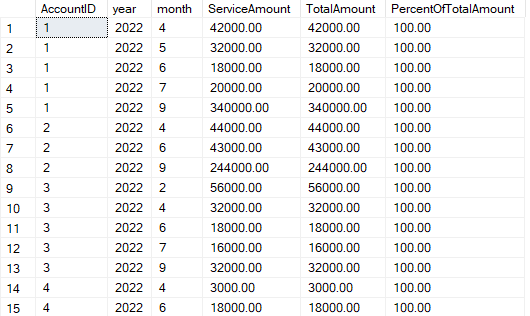 AccountID year month ServiceAmount TotalAmount PercentOfTotalAmount
1 1 2022 4 42000.00 42000.00 100.00
2 1 2022 5 32000.00 32000.00 100.00
3 1 2022 6 18000.00 18000.00 100.00
4 1 2022 7 20000.00 20000.00 100.00
5 1 2022 9 340000.00 340000.00 100.00
6 2 2022 4 44000.00 44000.00 100.00
7 2 2022 6 43000.00 43000.00 100.00
8 2 2022 9 244000.00 244000.00 100.00
9 3 2022 2 56000.00 56000.00 100.00
10 3 2022 4 32000.00 32000.00 100.00
11 3 2022 6 18000.00 18000.00 100.00
12 3 2022 7 16000.00 16000.00 100.00
13 3 2022 9 32000.00 32000.00 100.00
14 4 2022 4 3000.00 3000.00 100.00
15 4 2022 6 18000.00 18000.00 100.00